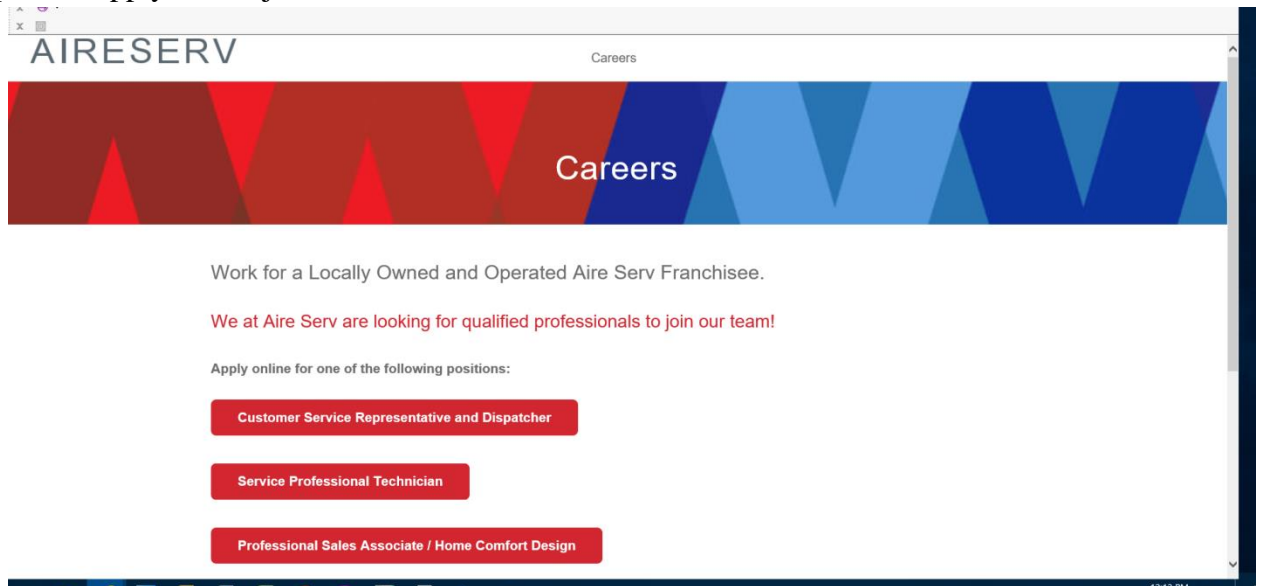 AIRESERV
Careers
Careers
Work for a Locally Owned and Operated Aire Serv Franchisee.
We at Aire Serv are looking for qualified professionals to join our team!
Apply online for one of the following positions:
Customer Service Representative and Dispatcher
Service Professional Technician
Professional Sales Associate / Home Comfort Design